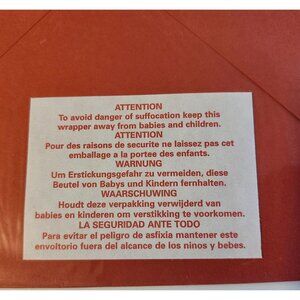 ATTENTION
To avoid danger of suffocation keep this
wrapper away from babies and children.
ATTENTION
Pour des raisons de securite ne laissez pas cet
emballage a la portee des enfants.
WARNUNG
Um Erstickungsgefahr zu vermeiden, diese
Beutel von Babys und Kindern fernhalten.
WAARSCHUWING
Houdt deze verpakking verwijderd van
babies en kinderen om verstikking te voorkomen.
LA SEGURIDAD ANTE TODO
Para evitar el peligro de asfixia mantener este
envoltorio fuera del alcance de los ninos y bebes.